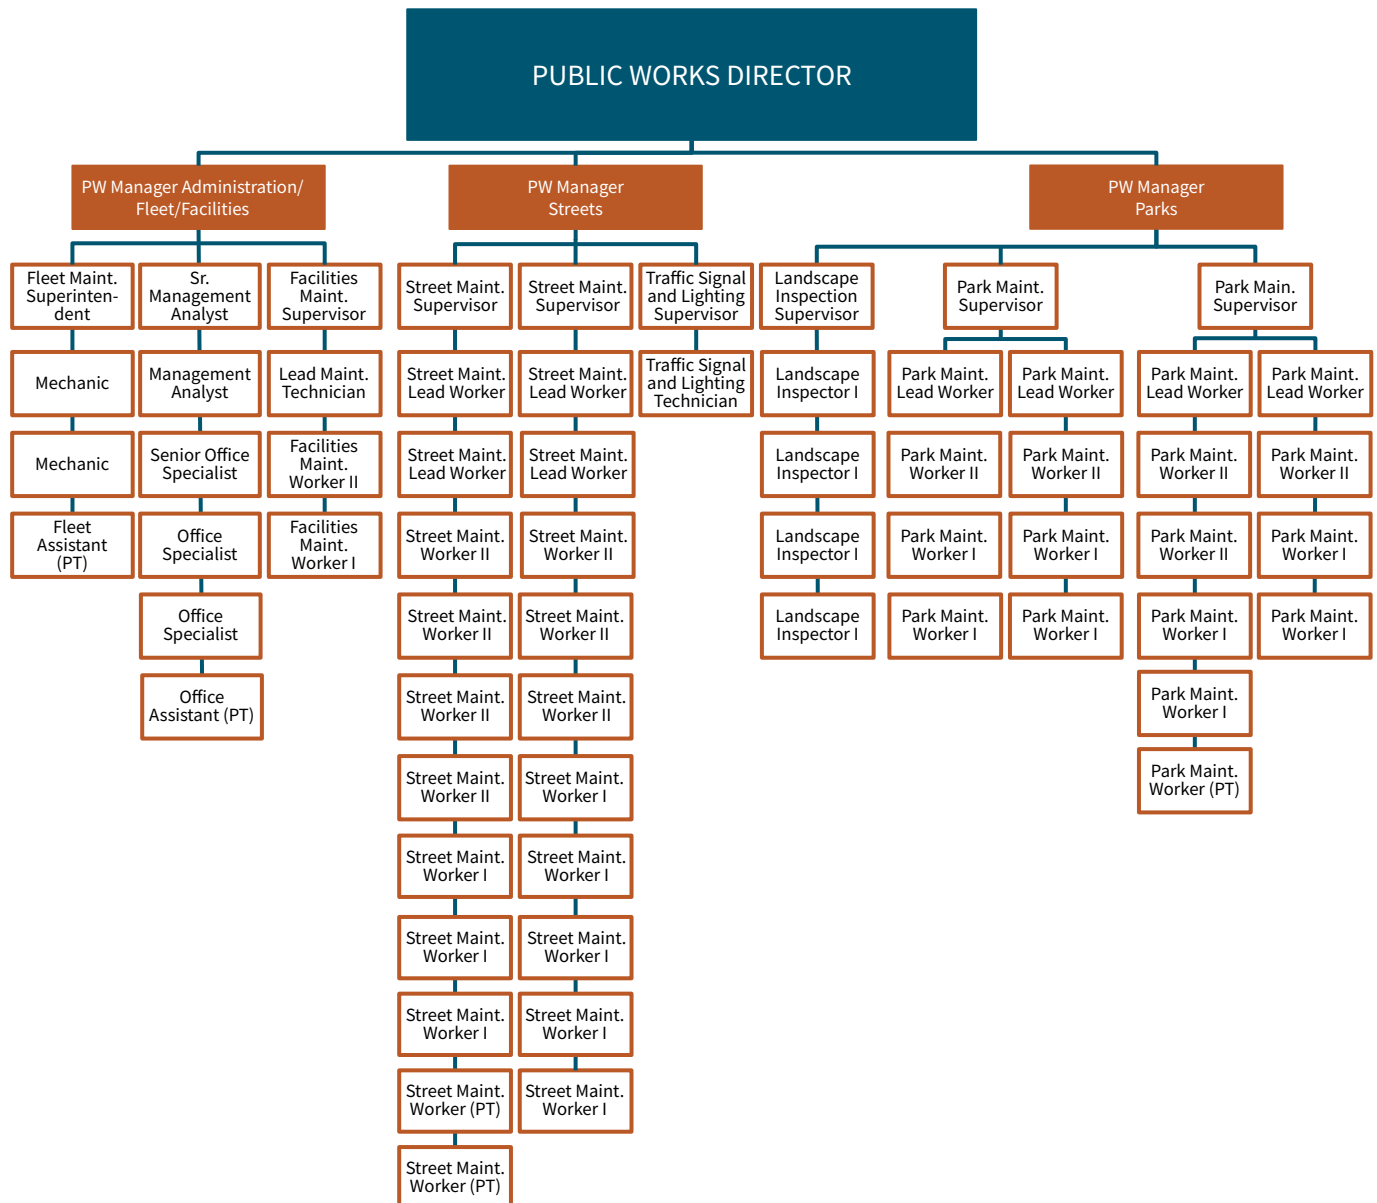 PUBLIC WORKS DIRECTOR
PW Manager Administration/
Fleet/Facilities
PW Manager
Streets
PW Manager
Parks
Fleet Maint.
Superinten-
dent
Mechanic
Mechanic
Fleet
Assistant
(PT)
Sr.
Management
Analyst
Management
Analyst
Senior Office
Specialist
Office
Specialist
Office
Specialist
Office
Assistant (PT)
Facilities
Maint.
Supervisor
Lead Maint.
Technician
Facilities
Maint.
Worker II
Facilities
Maint.
Worker I
Street Maint.
Supervisor
Street Maint.
Lead Worker
Street Maint.
Lead Worker
Street Maint.
Worker II
Street Maint.
Worker II
Street Maint.
Worker II
Street Maint.
Worker II
Street Maint.
Worker I
Street Maint.
Worker I
Street Maint.
Worker I
Street Maint.
Worker (PT)
Street Maint.
Worker (PT)
Street Maint.
Supervisor
Street Maint.
Lead Worker
Street Maint.
Lead Worker
Street Maint.
Worker II
Street Maint.
Worker II
Street Maint.
Worker II
Street Maint.
Worker I
Street Maint.
Worker I
Street Maint.
Worker I
Street Maint.
Worker I
Street Maint.
Worker I
Traffic Signal
and Lighting
Supervisor
Traffic Signal
and Lighting
Technician
Landscape
Inspection
Supervisor
Landscape
Inspector I
Landscape
Inspector I
Landscape
Inspector I
Landscape
Inspector I
Park Maint.
Supervisor
Park Maint.
Lead Worker
Park Maint.
Worker II
Park Maint.
Worker I
Park Maint.
Worker I
Park Maint.
Lead Worker
Park Maint.
Worker II
Park Maint.
Worker I
Park Maint.
Worker I
Park Main.
Supervisor
Park Maint.
Lead Worker
Park Maint.
Worker II
Park Maint.
Worker II
Park Maint.
Worker I
Park Maint.
Worker I
Park Maint.
Worker (PT)
Park Maint.
Lead Worker
Park Maint.
Worker II
Park Maint.
Worker I
Park Maint.
Worker I